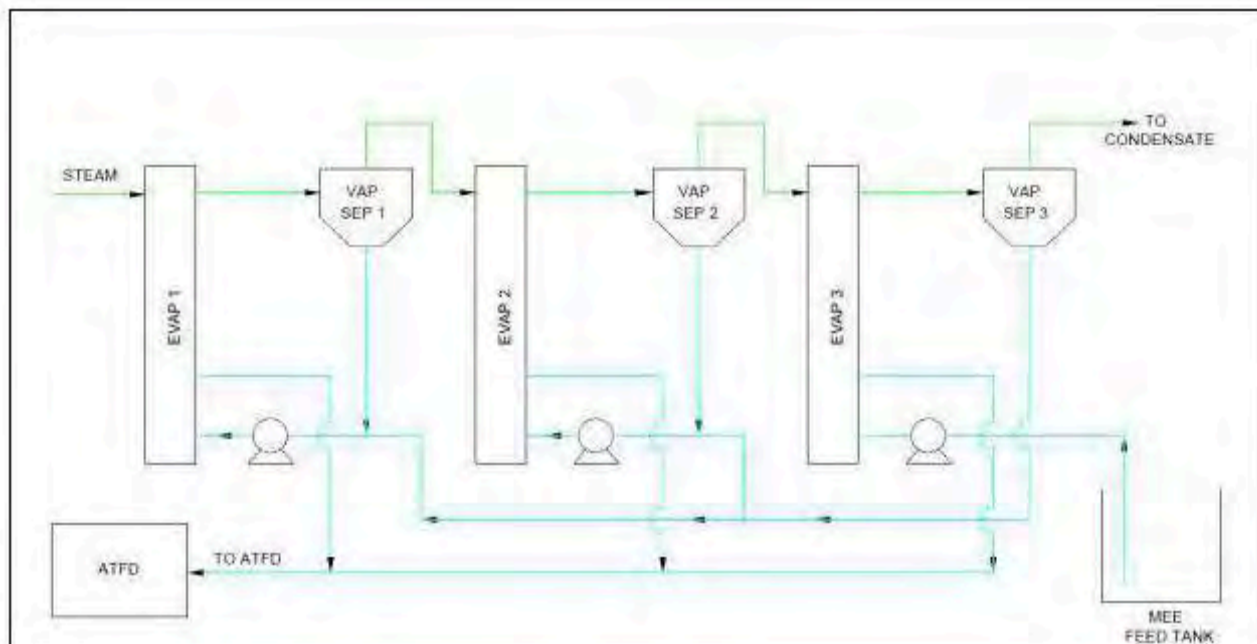 TO
CONDENSATE
STEAM
VAP
SEP 1
VAP
SEP 2
VAP
SEP 3
EVAP 1
EVAP 2
EVAP 3
ATFD
TO ATFD
MEE
FEED TANK